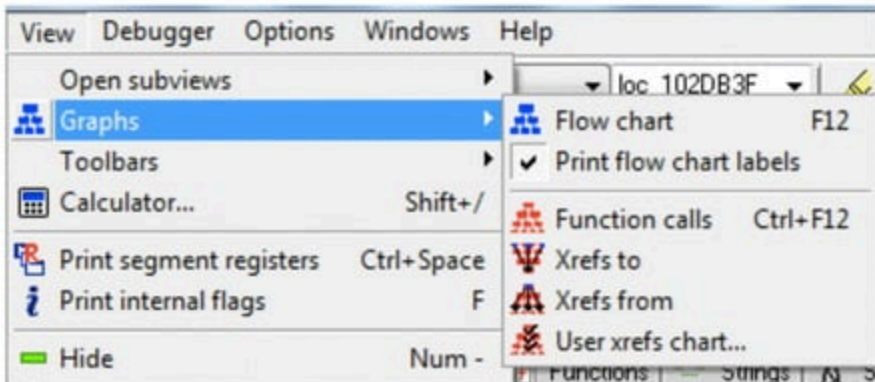 View Debugger Options Windows Help
Open subviews
loc_102DB3F
Graphs
Flow chart F12
Toolbars
Print flow chart labels
Calculator... Shift+/
Function calls Ctrl+F12
Print segment registers Ctrl+Space
Xrefs to
Print internal flags F
Xrefs from
User xrefs chart...
Hide Num -
Functions Strings